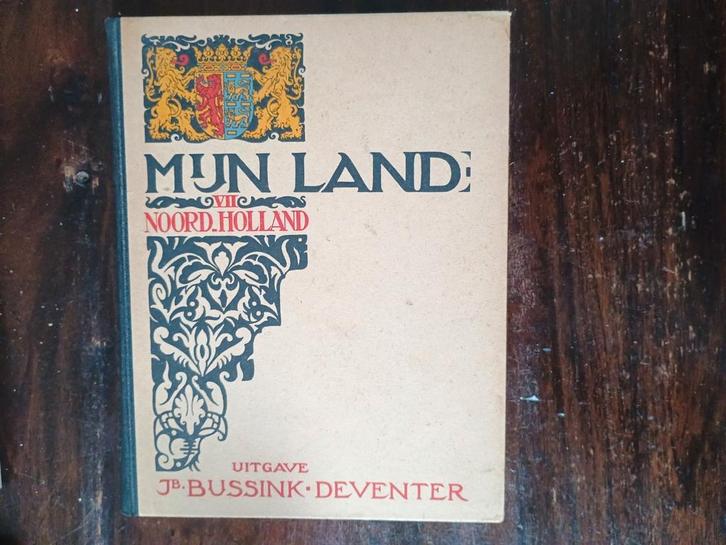 MIJN LAND:
VII
NOORD-HOLLAND
UITGAVE
JB. BUSSINK · DEVENTER